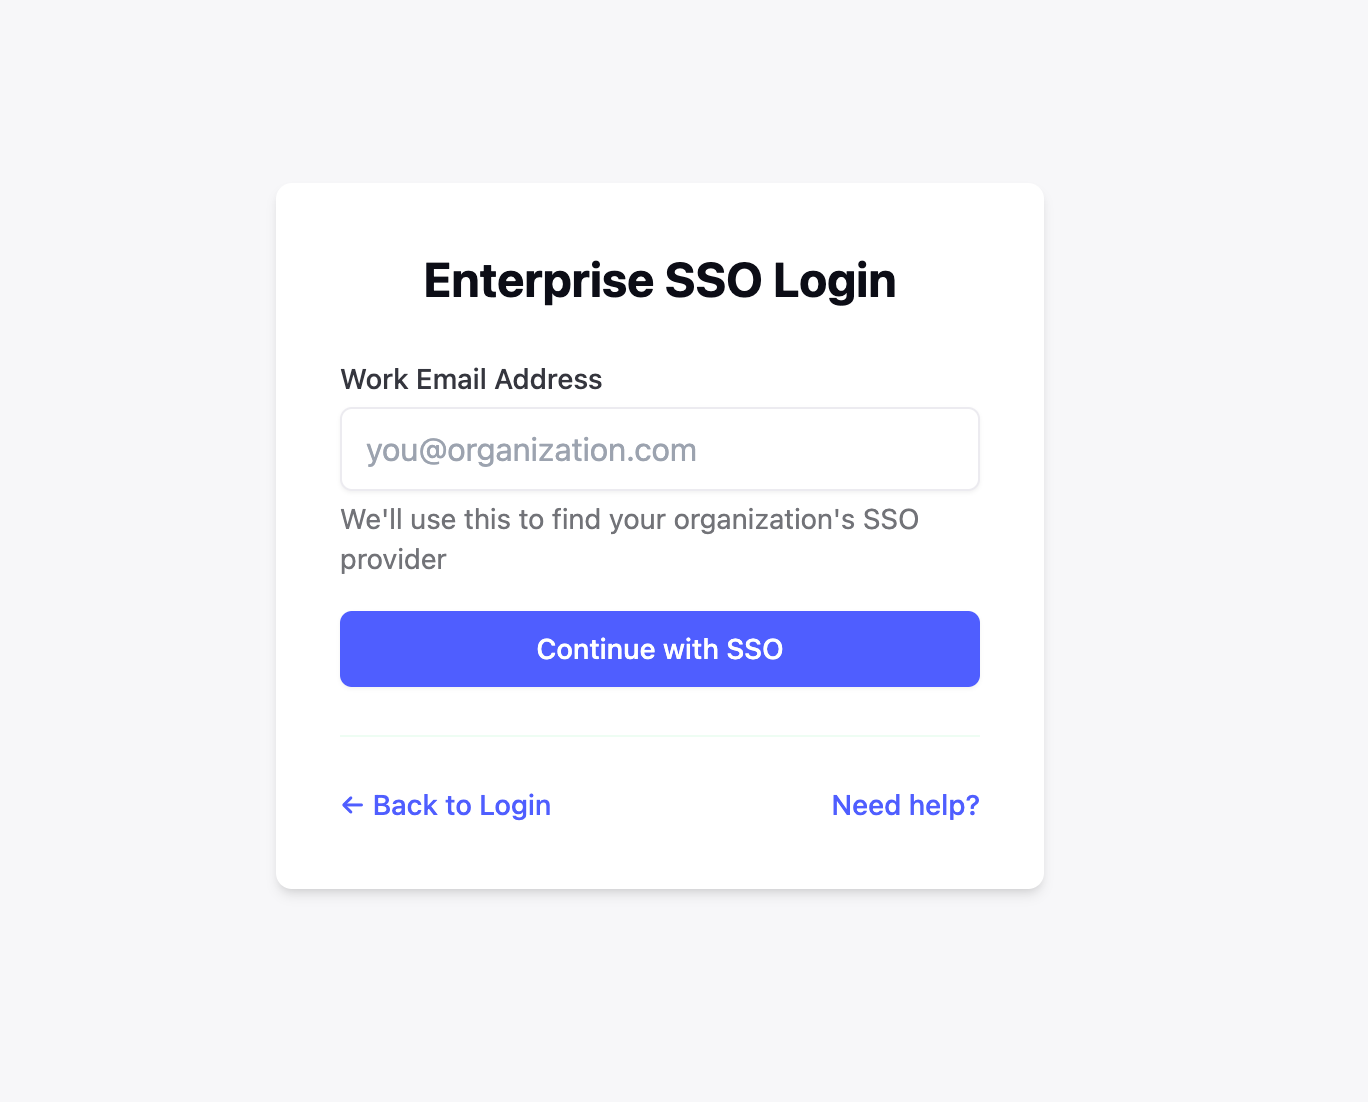 Enterprise SSO Login
Work Email Address
you@organization.com
We'll use this to find your organization's SSO
provider
Continue with SSO
← Back to Login
Need help?